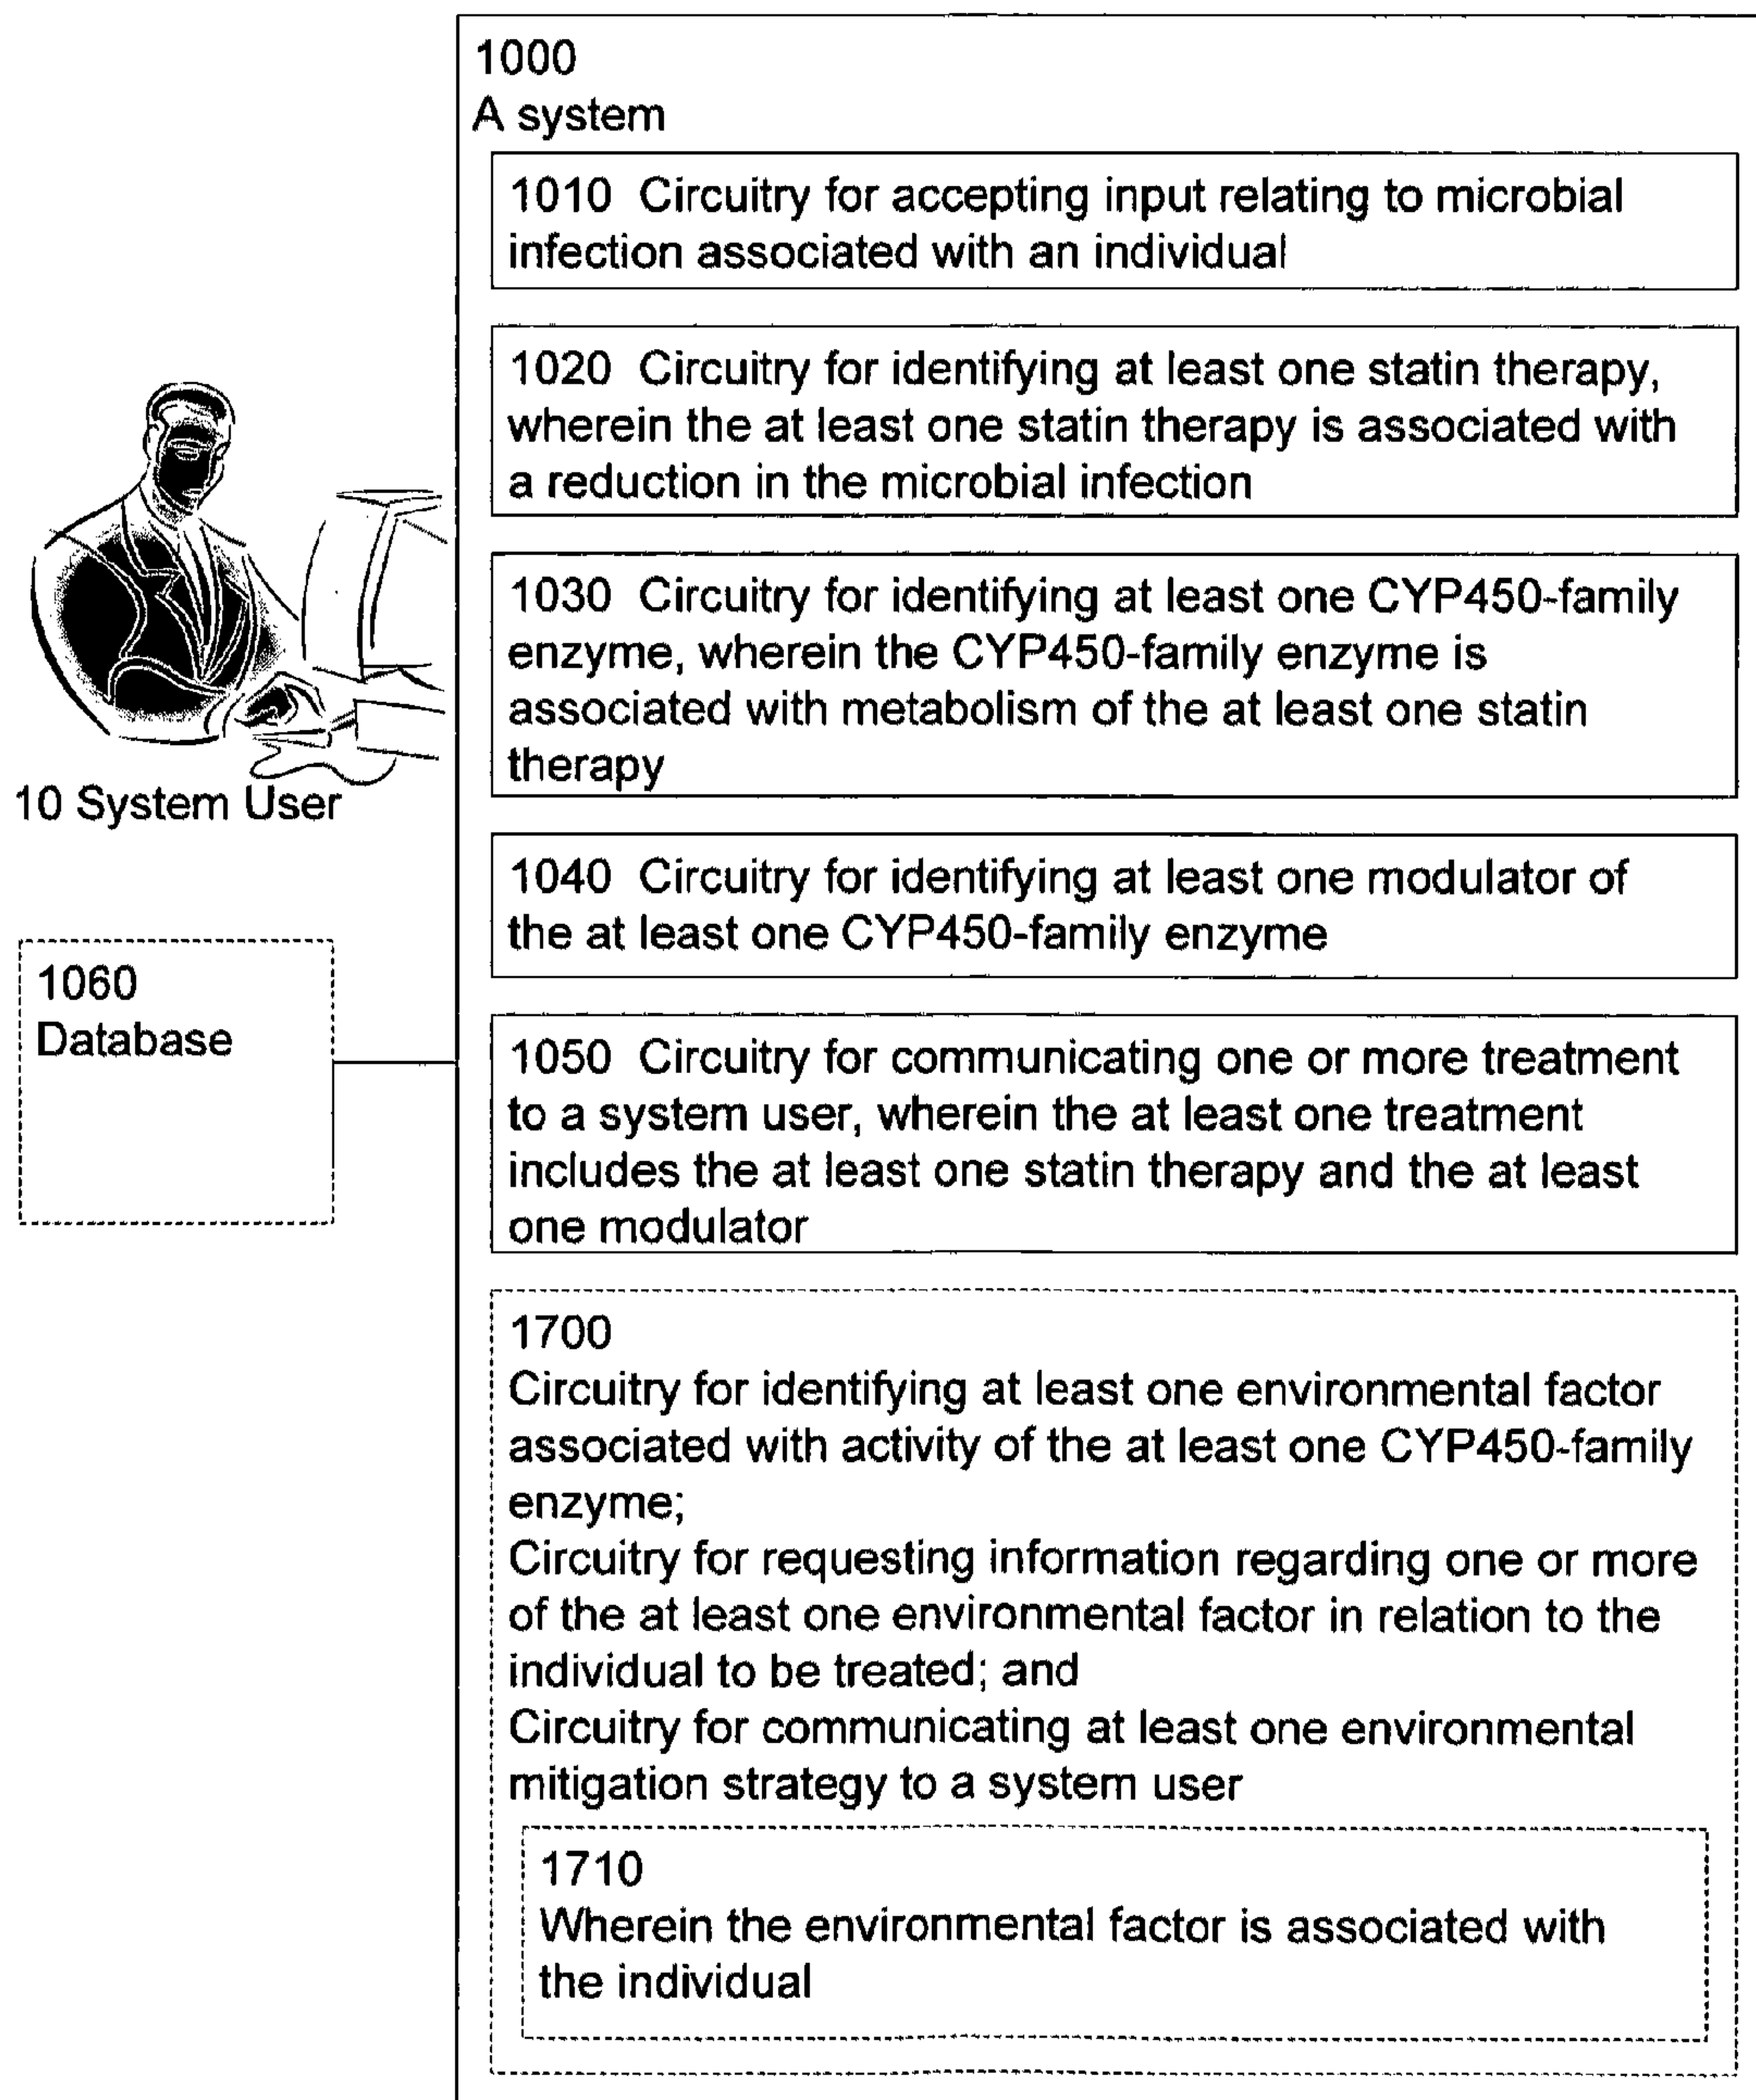 1000
A system
1010 Circuitry for accepting input relating to microbial
infection associated with an individual
1020 Circuitry for identifying at least one statin therapy,
wherein the at least one statin therapy is associated with
a reduction in the microbial infection
1030 Circuitry for identifying at least one CYP450-family
enzyme, wherein the CYP450-family enzyme is
associated with metabolism of the at least one statin
therapy
10 System User
1040 Circuitry for identifying at least one modulator of
the at least one CYP450-family enzyme
1060
Database
1050 Circuitry for communicating one or more treatment
to a system user, wherein the at least one treatment
includes the at least one statin therapy and the at least
one modulator
1700
Circuitry for identifying at least one environmental factor
associated with activity of the at least one CYP450-family
enzyme;
Circuitry for requesting information regarding one or more
of the at least one environmental factor in relation to the
individual to be treated; and
Circuitry for communicating at least one environmental
mitigation strategy to a system user
1710
Wherein the environmental factor is associated with
the individual